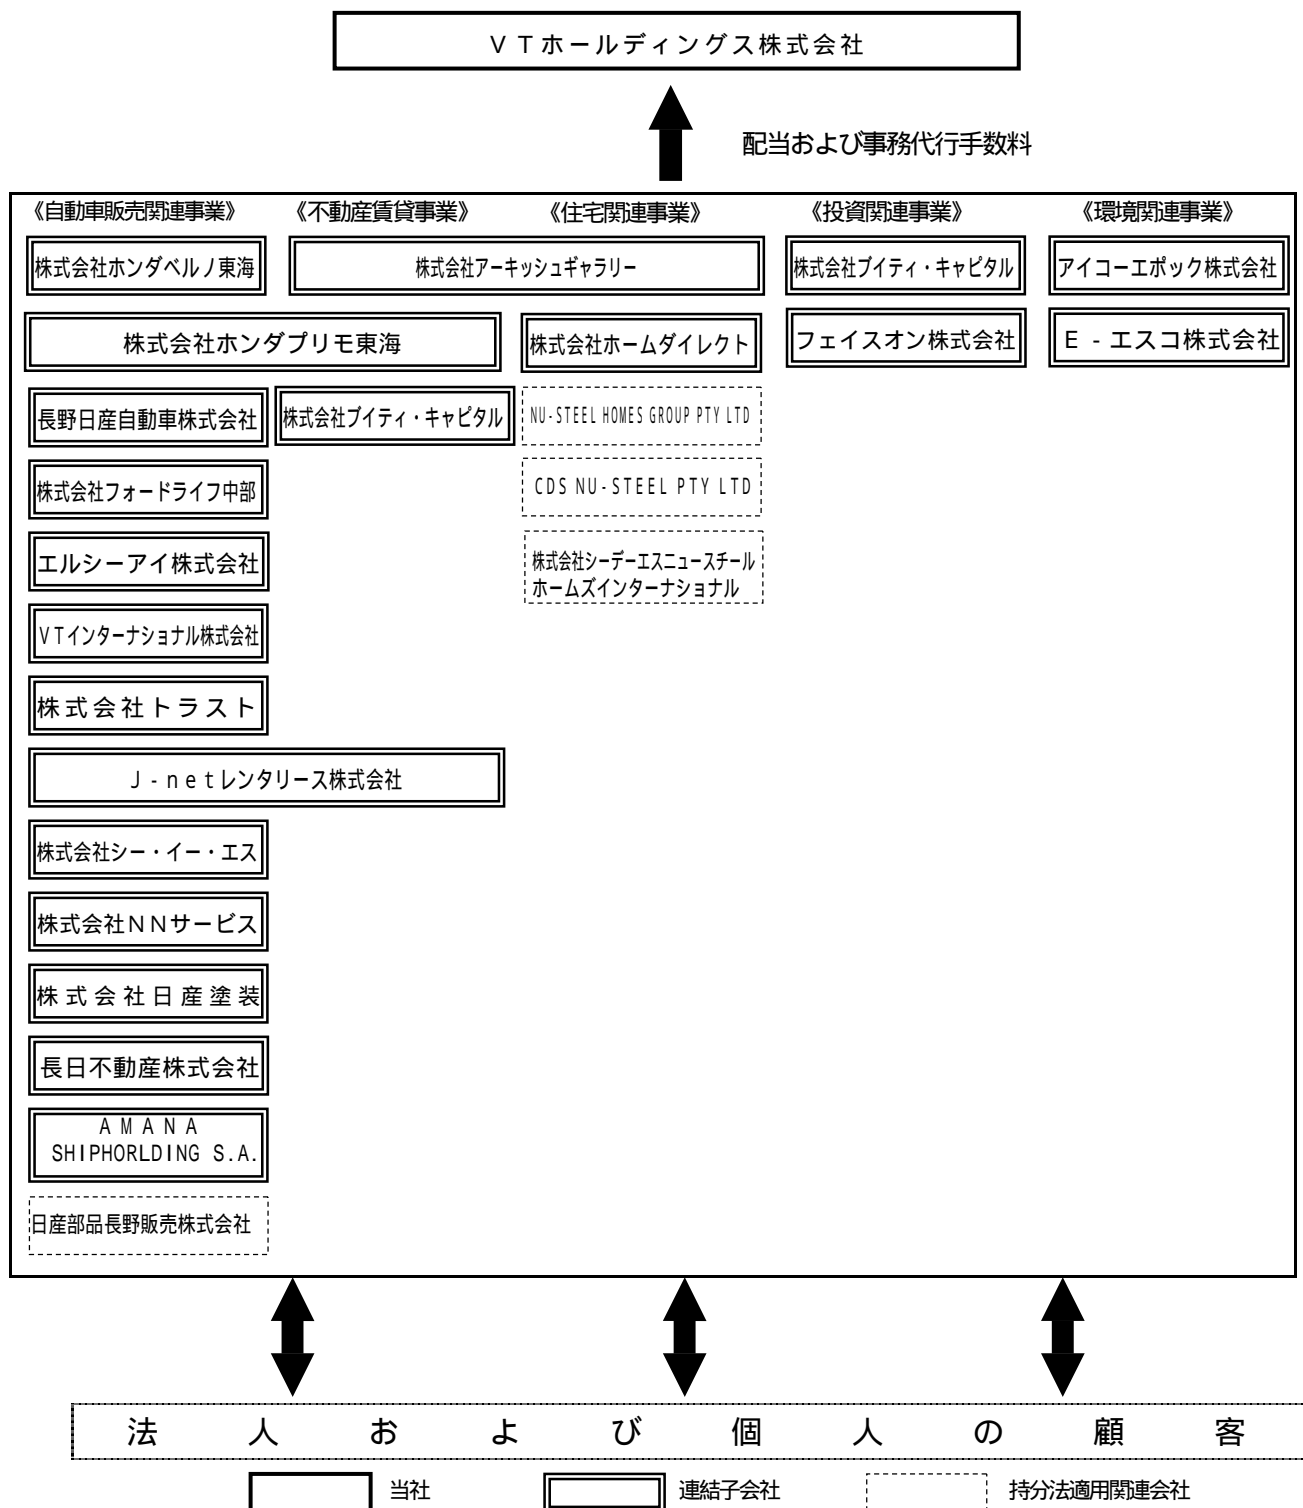 ＶＴホールディングス株式会社
配当および事務代行手数料
《自動車販売関連事業》 《不動産賃貸事業》 《住宅関連事業》 《投資関連事業》 《環境関連事業》
株式会社ホンダベルノ東海 株式会社アーキッシュギャラリー 株式会社ブイティ・キャピタル アイコーエポック株式会社
株式会社ホンダプリモ東海 株式会社ホームダイレクト フェイスオン株式会社 Ｅ-エスコ株式会社
長野日産自動車株式会社 株式会社ブイティ・キャピタル NU-STEEL HOMES GROUP PTY LTD
株式会社フォードライフ中部 CDS NU-STEEL PTY LTD
エルシーアイ株式会社 株式会社シーデーエスニュースチール
ホームズインターナショナル
ＶＴインターナショナル株式会社
株式会社トラスト
Ｊ-ｎｅｔレンタリース株式会社
株式会社シー・イー・エス
株式会社ＮＮサービス
株式会社日産塗装
長日不動産株式会社
ＡＭＡＮＡ
SHIPHORLDING S.A.
日産部品長野販売株式会社
法人および個人の顧客
当社 連結子会社 持分法適用関連会社